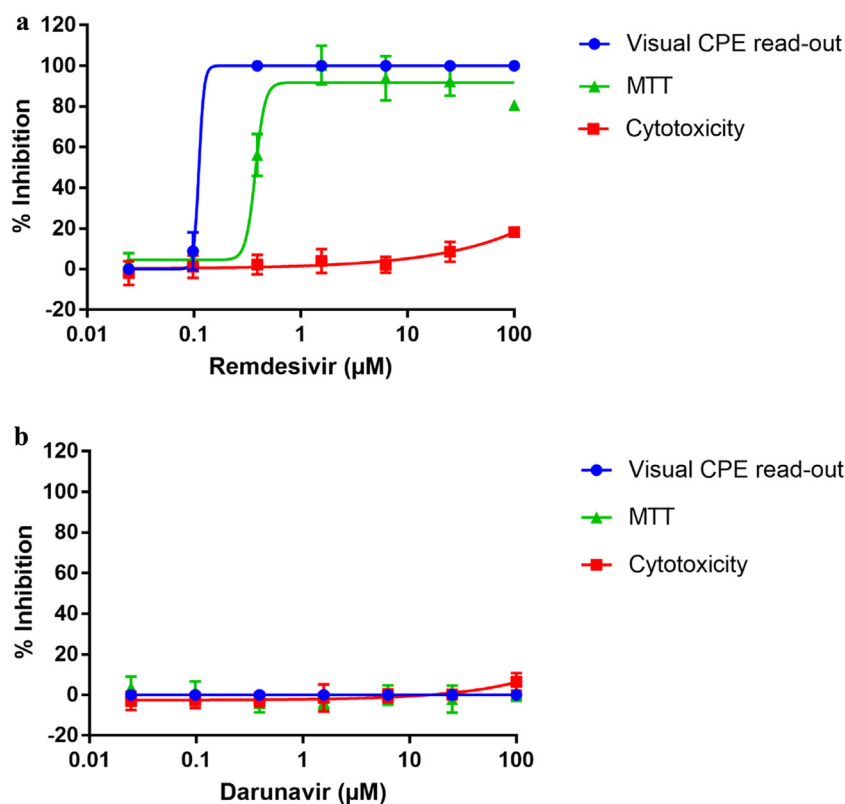 a
120
100
80
60
40
20
0
-20
% Inhibition
0.01 0.1 1 10 100
Remdesivir (µM)
Visual CPE read-out
MTT
Cytotoxicity
b
120
100
80
60
40
20
0
-20
% Inhibition
0.01 0.1 1 10 100
Darunavir (µM)
Visual CPE read-out
MTT
Cytotoxicity